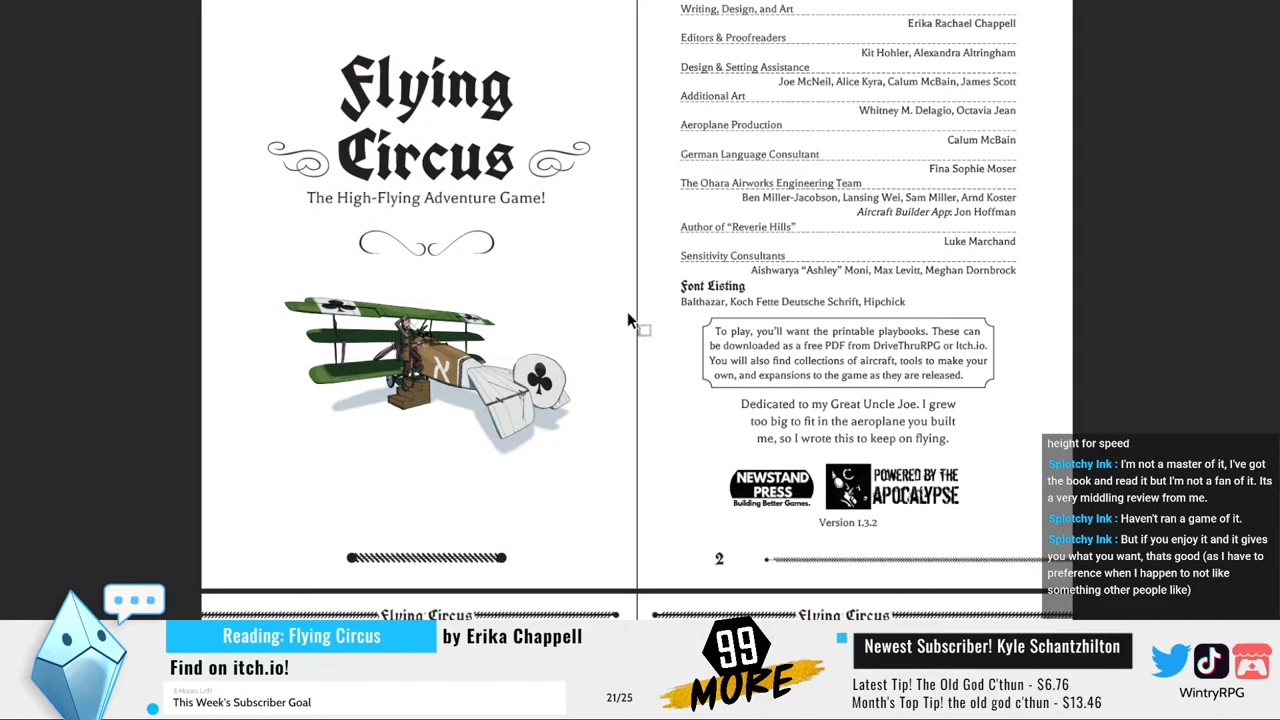 Flying
Circus
The High-Flying Adventure Game!
Writing, Design, and Art
Erika Rachael Chappell
Editors & Proofreaders
Kit Hohler, Alexandra Altringham
Design & Setting Assistance
Joe McNeil, Alice Kyra, Calum McBain, James Scott
Additional Art
Whitney M. Delagio, Octavia Jean
Aeroplane Production
Calum McBain
German Language Consultant
Fina Sophie Moser
The Ohara Airworks Engineering Team
Ben Miller-Jacobson, Lansing Wei, Sam Miller, Arnd Koster
Aircraft Builder App: Jon Hoffman
Author of “Reverie Hills”
Luke Marchand
Sensitivity Consultants
Aishwarya “Ashley” Moni, Max Levitt, Meghan Dornbrock
Font Listing
Balthazar, Koch Fette Deutsche Schrift, Hipchick
To play, you’ll want the printable playbooks. These can
be downloaded as a free PDF from DriveThruRPG or Itch.io.
You will also find collections of aircraft, tools to make your
own, and expansions to the game as they are released.
Dedicated to my Great Uncle Joe. I grew
too big to fit in the aeroplane you built
me, so I wrote this to keep on flying.
NEWSTAND
PRESS
Building Better Games.
POWERED BY THE
APOCALYPSE
Version 1.3.2
2
Flying Circus
Flying Circus
א
height for speed
Splotchy Ink : I'm not a master of it, I've got
the book and read it but I'm not a fan of it. Its
a very middling review from me.
Splotchy Ink : Haven't ran a game of it.
Splotchy Ink : But if you enjoy it and it gives
you what you want, thats good (as I have to
preference when I happen to not like
something other people like)
Reading: Flying Circus
by Erika Chappell
Find on itch.io!
3 Hours Left
This Week's Subscriber Goal
21/25
99
MORE
Newest Subscriber! Kyle Schantzhilton
Latest Tip! The Old God C'thun - $6.76
Month's Top Tip! the old god c'thun - $13.46
WintryRPG